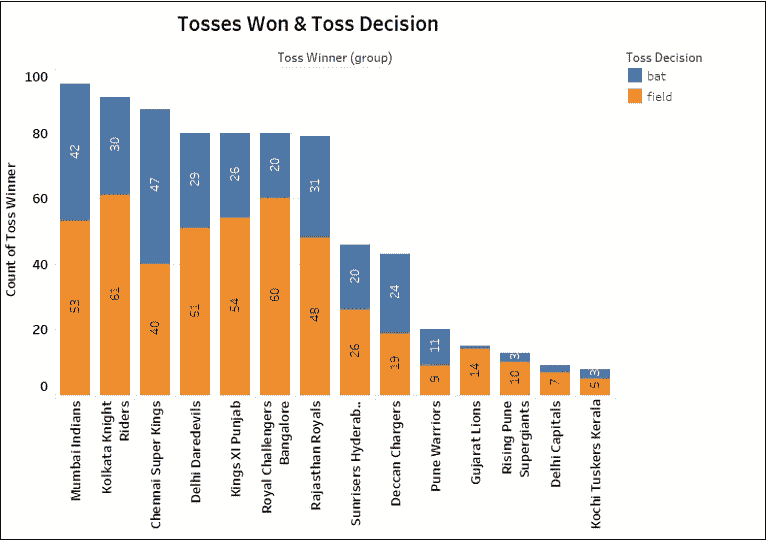 Tosses Won & Toss Decision
Toss Winner (group)
Toss Decision
bat
field
Count of Toss Winner
100
80
60
40
20
0
42
30
47
29
26
20
31
20
24
11
3
3
53
61
40
51
54
60
48
26
19
9
14
10
7
5
Mumbai Indians
Kolkata Knight
Riders
Chennai Super Kings
Delhi Daredevils
Kings XI Punjab
Royal Challengers
Bangalore
Rajasthan Royals
Sunrisers Hyderab..
Deccan Chargers
Pune Warriors
Gujarat Lions
Rising Pune
Supergiants
Delhi Capitals
Kochi Tuskers Kerala